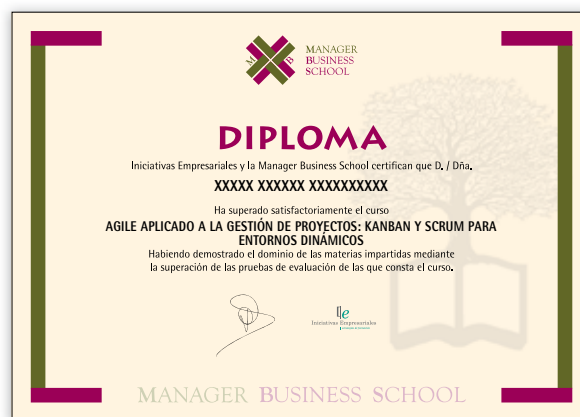 M B
MANAGER
BUSINESS
SCHOOL
DIPLOMA
Iniciativas Empresariales y la Manager Business School certifican que D. / Dña.
XXXXX XXXXXX XXXXXXXXXX
Ha superado satisfactoriamente el curso
AGILE APLICADO A LA GESTIÓN DE PROYECTOS: KANBAN Y SCRUM PARA
ENTORNOS DINÁMICOS
Habiendo demostrado el dominio de las materias impartidas mediante
la superación de las pruebas de evaluación de las que consta el curso.
Iniciativas Empresariales
MANAGER BUSINESS SCHOOL